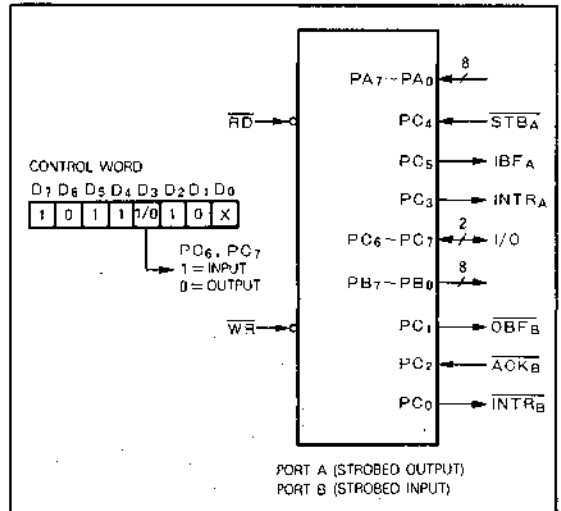 8
PA7–PA0
RD
PC4
STBA
PC5
IBFA
CONTROL WORD
D7 D6 D5 D4 D3 D2 D1 D0
1 0 1 1 1/0 1 0 X
PC3
INTRA
2
PC6–PC7
I/O
PC6, PC7
1 = INPUT
0 = OUTPUT
8
PB7–PB0
WR
PC1
OBFB
PC2
ACKB
PC0
INTRB
PORT A (STROBED OUTPUT)
PORT B (STROBED INPUT)